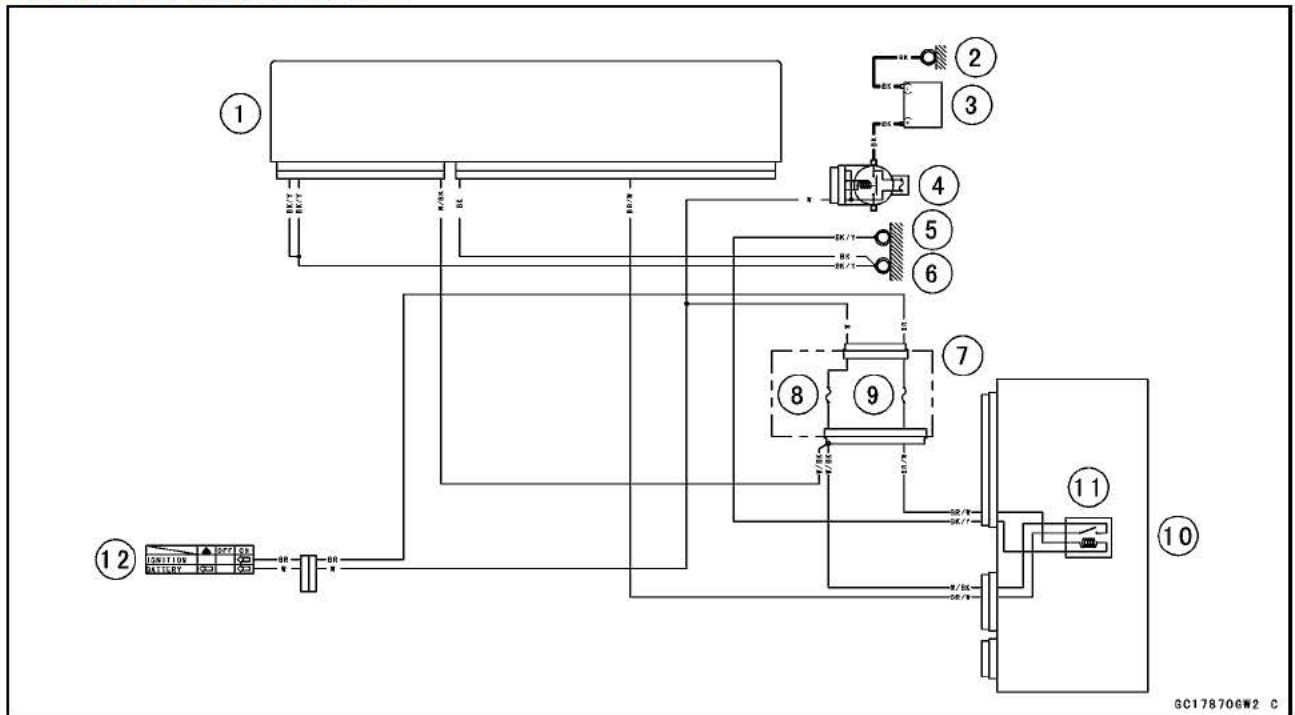 BK 2
1 BK 3
BK
BK
4
BK/Y BK/Y W/BK BK BR/W W
BK/Y 5
BK
BK/Y 6
W BR 7
8 9
W/BK W/BK BR/W
11
BR/W
BK/Y 10
12 OFF ON
IGNITION BR BR
BATTERY W W
W/BK
BR/W
GC17870GW2 C